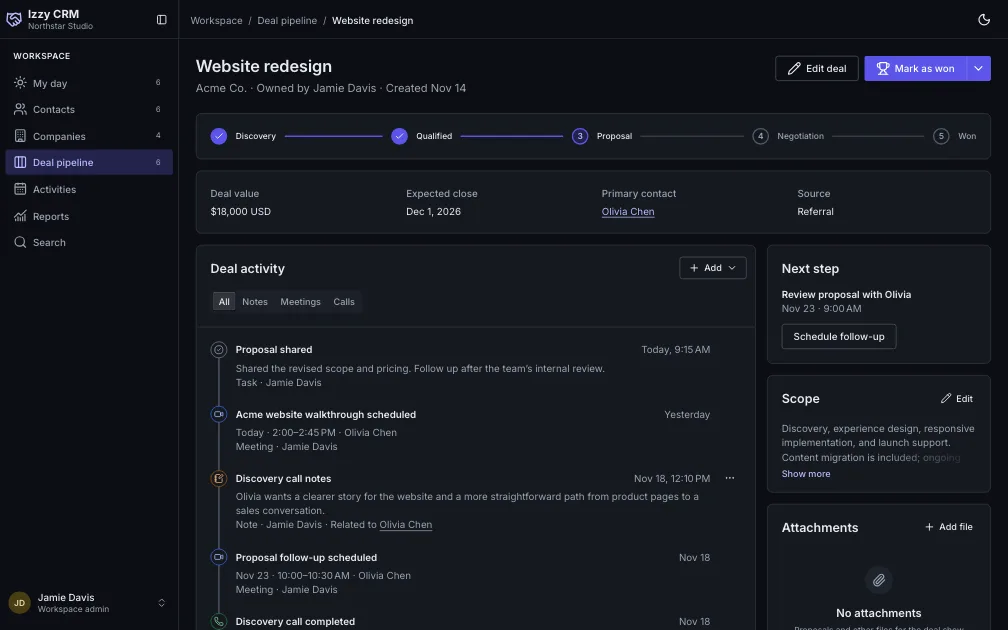 Izzy CRM
Northstar Studio
WORKSPACE
My day 6
Contacts 6
Companies 4
Deal pipeline 6
Activities
Reports
Search
JD
Jamie Davis
Workspace admin
Workspace / Deal pipeline / Website redesign
Website redesign
Acme Co. · Owned by Jamie Davis · Created Nov 14
Edit deal
Mark as won
Discovery
Qualified
3 Proposal
4 Negotiation
5 Won
Deal value
$18,000 USD
Expected close
Dec 1, 2026
Primary contact
Olivia Chen
Source
Referral
Deal activity
Add
All Notes Meetings Calls
Proposal shared Today, 9:15 AM
Shared the revised scope and pricing. Follow up after the team’s internal review.
Task · Jamie Davis
Acme website walkthrough scheduled Yesterday
Today · 2:00–2:45 PM · Olivia Chen
Meeting · Jamie Davis
Discovery call notes Nov 18, 12:10 PM
Olivia wants a clearer story for the website and a more straightforward path from product pages to a
sales conversation.
Note · Jamie Davis · Related to Olivia Chen
Proposal follow-up scheduled Nov 18
Nov 23 · 10:00–10:30 AM · Olivia Chen
Meeting · Jamie Davis
Discovery call completed Nov 18
Next step
Review proposal with Olivia
Nov 23 · 9:00 AM
Schedule follow-up
Scope
Edit
Discovery, experience design, responsive
implementation, and launch support.
Content migration is included; ongoing
Show more
Attachments
Add file
No attachments
Proposals and other files for the deal show